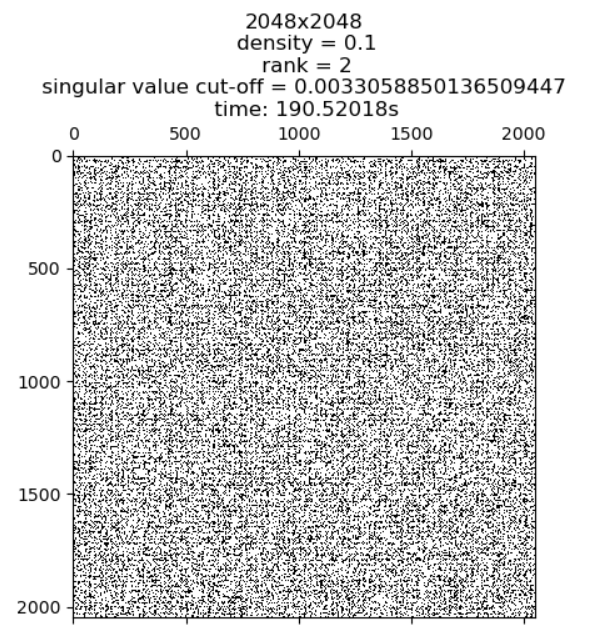 2048x2048
density = 0.1
rank = 2
singular value cut-off = 0.0033058850136509447
time: 190.52018s
0 500 1000 1500 2000
0
500
1000
1500
2000